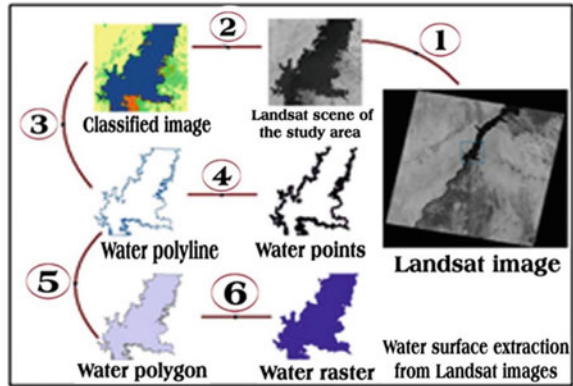 1
2
3
4
5
6
Landsat image
Landsat scene of
the study area
Classified image
Water polyline
Water points
Water polygon
Water raster
Water surface extraction
from Landsat images